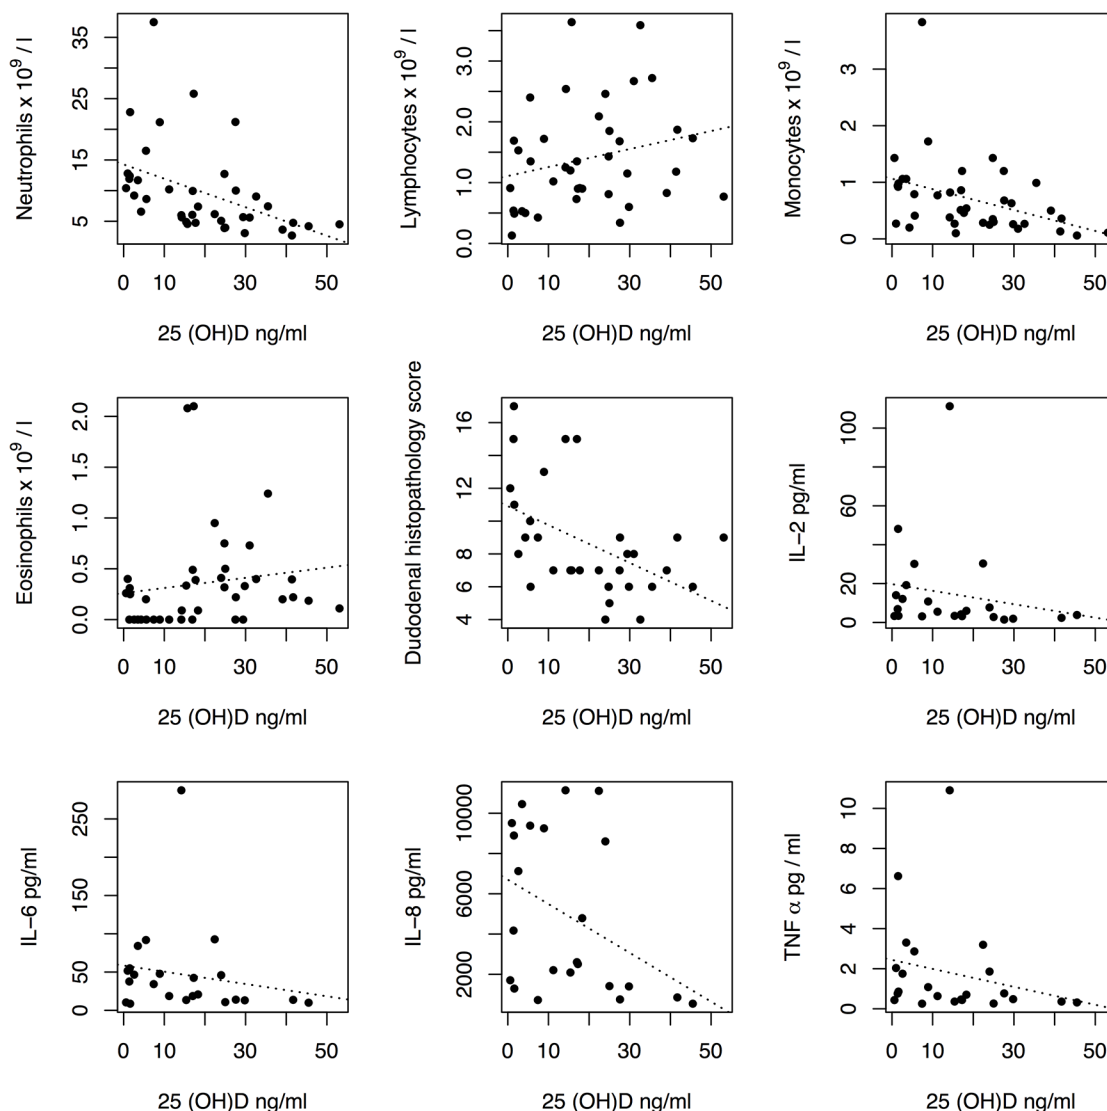 Neutrophils x 10⁹ / l
35
25
15
5
0 10 30 50
25 (OH)D ng/ml
Lymphocytes x 10⁹ / l
3.0
2.0
1.0
0.0
0 10 30 50
25 (OH)D ng/ml
Monocytes x 10⁹ / l
3
2
1
0
0 10 30 50
25 (OH)D ng/ml
Eosinophils x 10⁹ / l
2.0
1.5
1.0
0.5
0.0
0 10 30 50
25 (OH)D ng/ml
Dudodenal histopathology score
16
12
8
6
4
0 10 30 50
25 (OH)D ng/ml
IL−2 pg/ml
100
60
20
0
0 10 30 50
25 (OH)D ng/ml
IL−6 pg/ml
250
150
50
0
0 10 30 50
25 (OH)D ng/ml
IL−8 pg/ml
10000
6000
2000
0 10 30 50
25 (OH)D ng/ml
TNF α pg / ml
10
8
6
4
2
0
0 10 30 50
25 (OH)D ng/ml